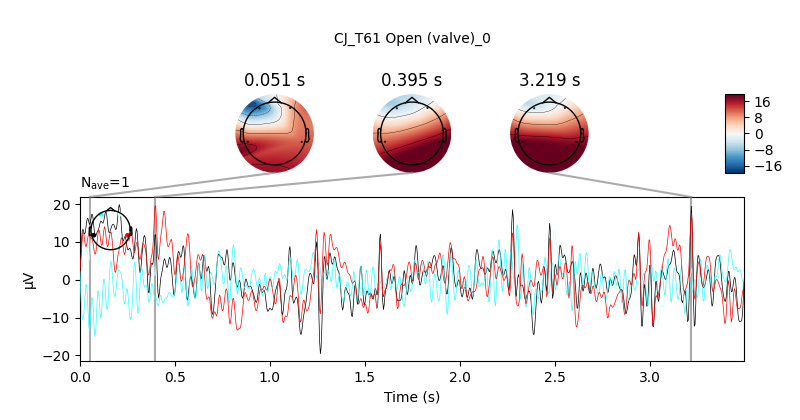 CJ_T61 Open (valve)_0
0.051 s 0.395 s 3.219 s
16
8
0
−8
−16
Nave=1
20
10
0
−10
−20
µV
0.0 0.5 1.0 1.5 2.0 2.5 3.0
Time (s)